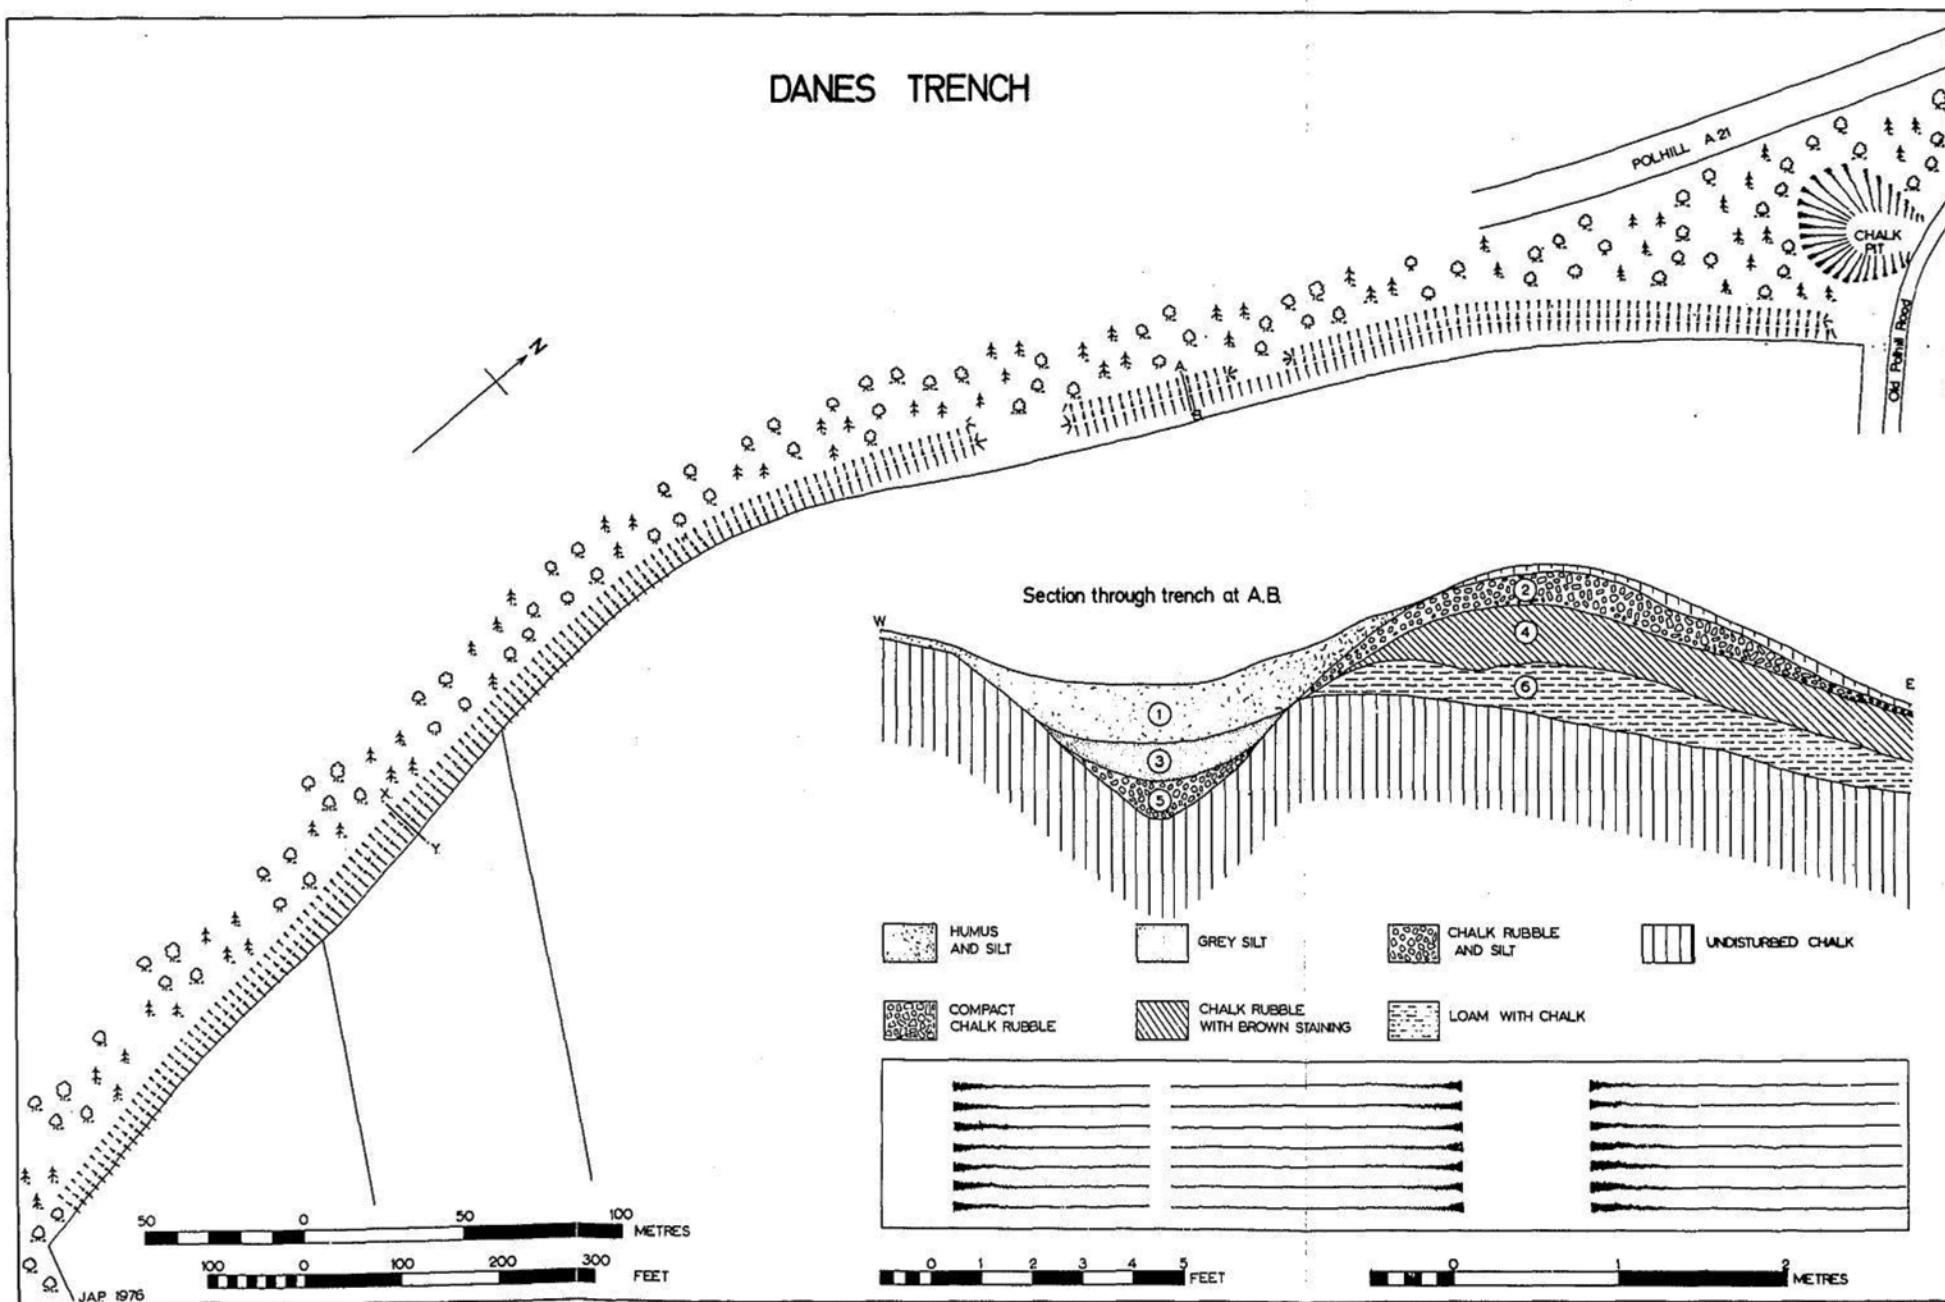 DANES TRENCH
POLHILL A 21
CHALK
PIT
Old Polhill Road
N
A.
B.
X.
Y.
Section through trench at A.B.
W
E
2
4
6
1
3
5
HUMUS
AND SILT
GREY SILT
CHALK RUBBLE
AND SILT
UNDISTURBED CHALK
COMPACT
CHALK RUBBLE
CHALK RUBBLE
WITH BROWN STAINING
LOAM WITH CHALK
50 0 50 100
METRES
100 0 100 200 300
FEET
0 1 2 3 4 5
FEET
0 1 2
METRES
J.A.P. 1976